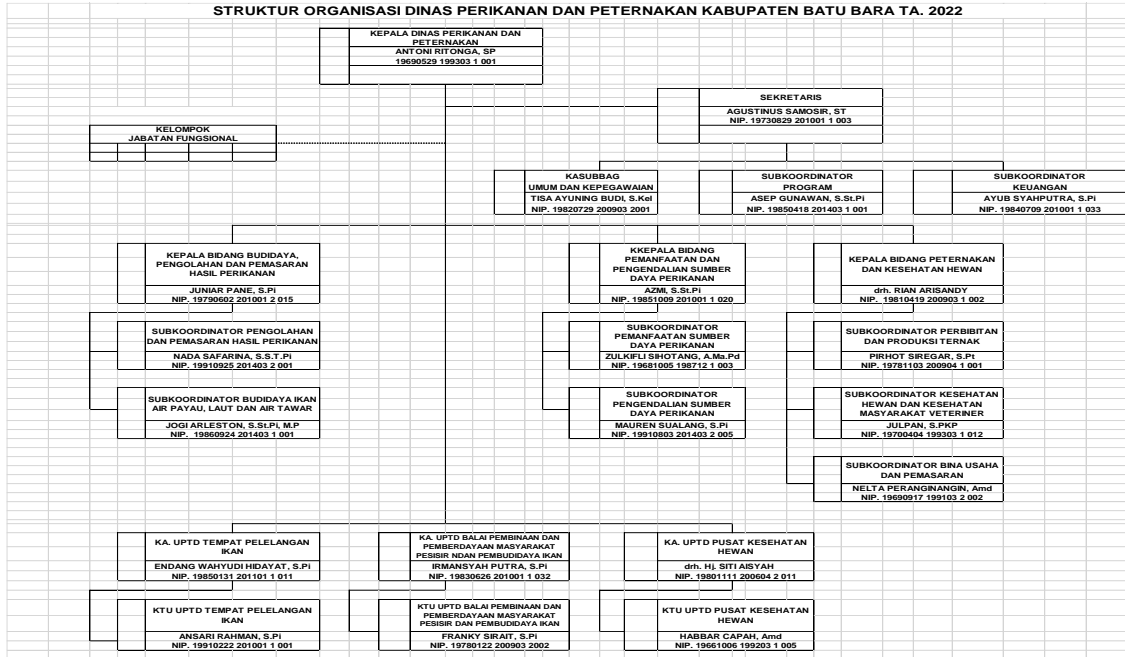 STRUKTUR ORGANISASI DINAS PERIKANAN DAN PETERNAKAN KABUPATEN BATU BARA TA. 2022
KEPALA DINAS PERIKANAN DAN
PETERNAKAN
ANTONI RITONGA, SP
19690529 199303 1 001
SEKRETARIS
AGUSTINUS SAMOSIR, ST
NIP. 19730829 201001 1 003
KELOMPOK
JABATAN FUNGSIONAL
KASUBBAG
UMUM DAN KEPEGAWAIAN
TISA AYUNING BUDI, S.Kel
NIP. 19820729 200903 2001
SUBKOORDINATOR
PROGRAM
ASEP GUNAWAN, S.St.Pi
NIP. 19850418 201403 1 001
SUBKOORDINATOR
KEUANGAN
AYUB SYAHPUTRA, S.Pi
NIP. 19840709 201001 1 033
KEPALA BIDANG BUDIDAYA,
PENGOLAHAN DAN PEMASARAN
HASIL PERIKANAN
JUNIAR PANE, S.Pi
NIP. 19790602 201001 2 015
KKEPALA BIDANG
PEMANFAATAN DAN
PENGENDALIAN SUMBER
DAYA PERIKANAN
AZMI, S.St.Pi
NIP. 19851009 201001 1 020
KEPALA BIDANG PETERNAKAN
DAN KESEHATAN HEWAN
drh. RIAN ARISANDY
NIP. 19810419 200903 1 002
SUBKOORDINATOR PENGOLAHAN
DAN PEMASARAN HASIL PERIKANAN
NADA SAFARINA, S.S.T.Pi
NIP. 19910925 201403 2 001
SUBKOORDINATOR
PEMANFAATAN SUMBER
DAYA PERIKANAN
ZULKIFLI SIHOTANG, A.Ma.Pd
NIP. 19681005 198712 1 003
SUBKOORDINATOR PERBIBITAN
DAN PRODUKSI TERNAK
PIRHOT SIREGAR, S.Pt
NIP. 19781103 200904 1 001
SUBKOORDINATOR BUDIDAYA IKAN
AIR PAYAU, LAUT DAN AIR TAWAR
JOGI ARLESTON, S.St.Pi, M.P
NIP. 19860924 201403 1 001
SUBKOORDINATOR
PENGENDALIAN SUMBER
DAYA PERIKANAN
MAUREN SUALANG, S.Pi
NIP. 19910803 201403 2 005
SUBKOORDINATOR KESEHATAN
HEWAN DAN KESEHATAN
MASYARAKAT VETERINER
JULPAN, S.PKP
NIP. 19700404 199303 1 012
SUBKOORDINATOR BINA USAHA
DAN PEMASARAN
NELTA PERANGINANGIN, Amd
NIP. 19690917 199103 2 002
KA. UPTD TEMPAT PELELANGAN
IKAN
ENDANG WAHYUDI HIDAYAT, S.Pi
NIP. 19850131 201101 1 011
KA. UPTD BALAI PEMBINAAN DAN
PEMBERDAYAAN MASYARAKAT
PESISIR NDAN PEMBUDIDAYA IKAN
IRMANSYAH PUTRA, S.Pi
NIP. 19830626 201001 1 032
KA. UPTD PUSAT KESEHATAN
HEWAN
drh. Hj. SITI AISYAH
NIP. 19801111 200604 2 011
KTU UPTD TEMPAT PELELANGAN
IKAN
ANSARI RAHMAN, S.Pi
NIP. 19910222 201001 1 001
KTU UPTD BALAI PEMBINAAN DAN
PEMBERDAYAAN MASYARAKAT
PESISIR DAN PEMBUDIDAYA IKAN
FRANKY SIRAIT, S.Pi
NIP. 19780122 200903 2002
KTU UPTD PUSAT KESEHATAN
HEWAN
HABBAR CAPAH, Amd
NIP. 19661006 199203 1 005